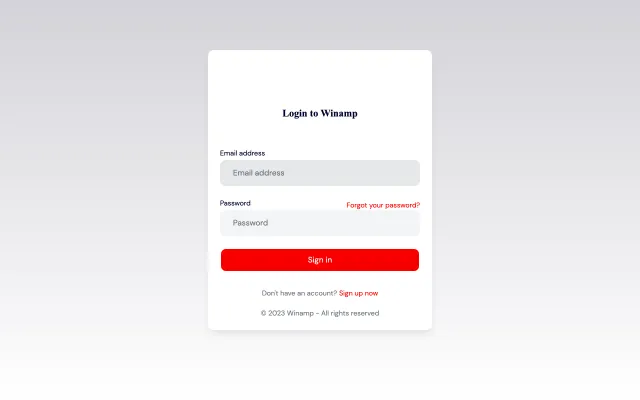 Login to Winamp
Email address
Email address
Password
Forgot your password?
Password
Sign in
Don't have an account? Sign up now
© 2023 Winamp - All rights reserved